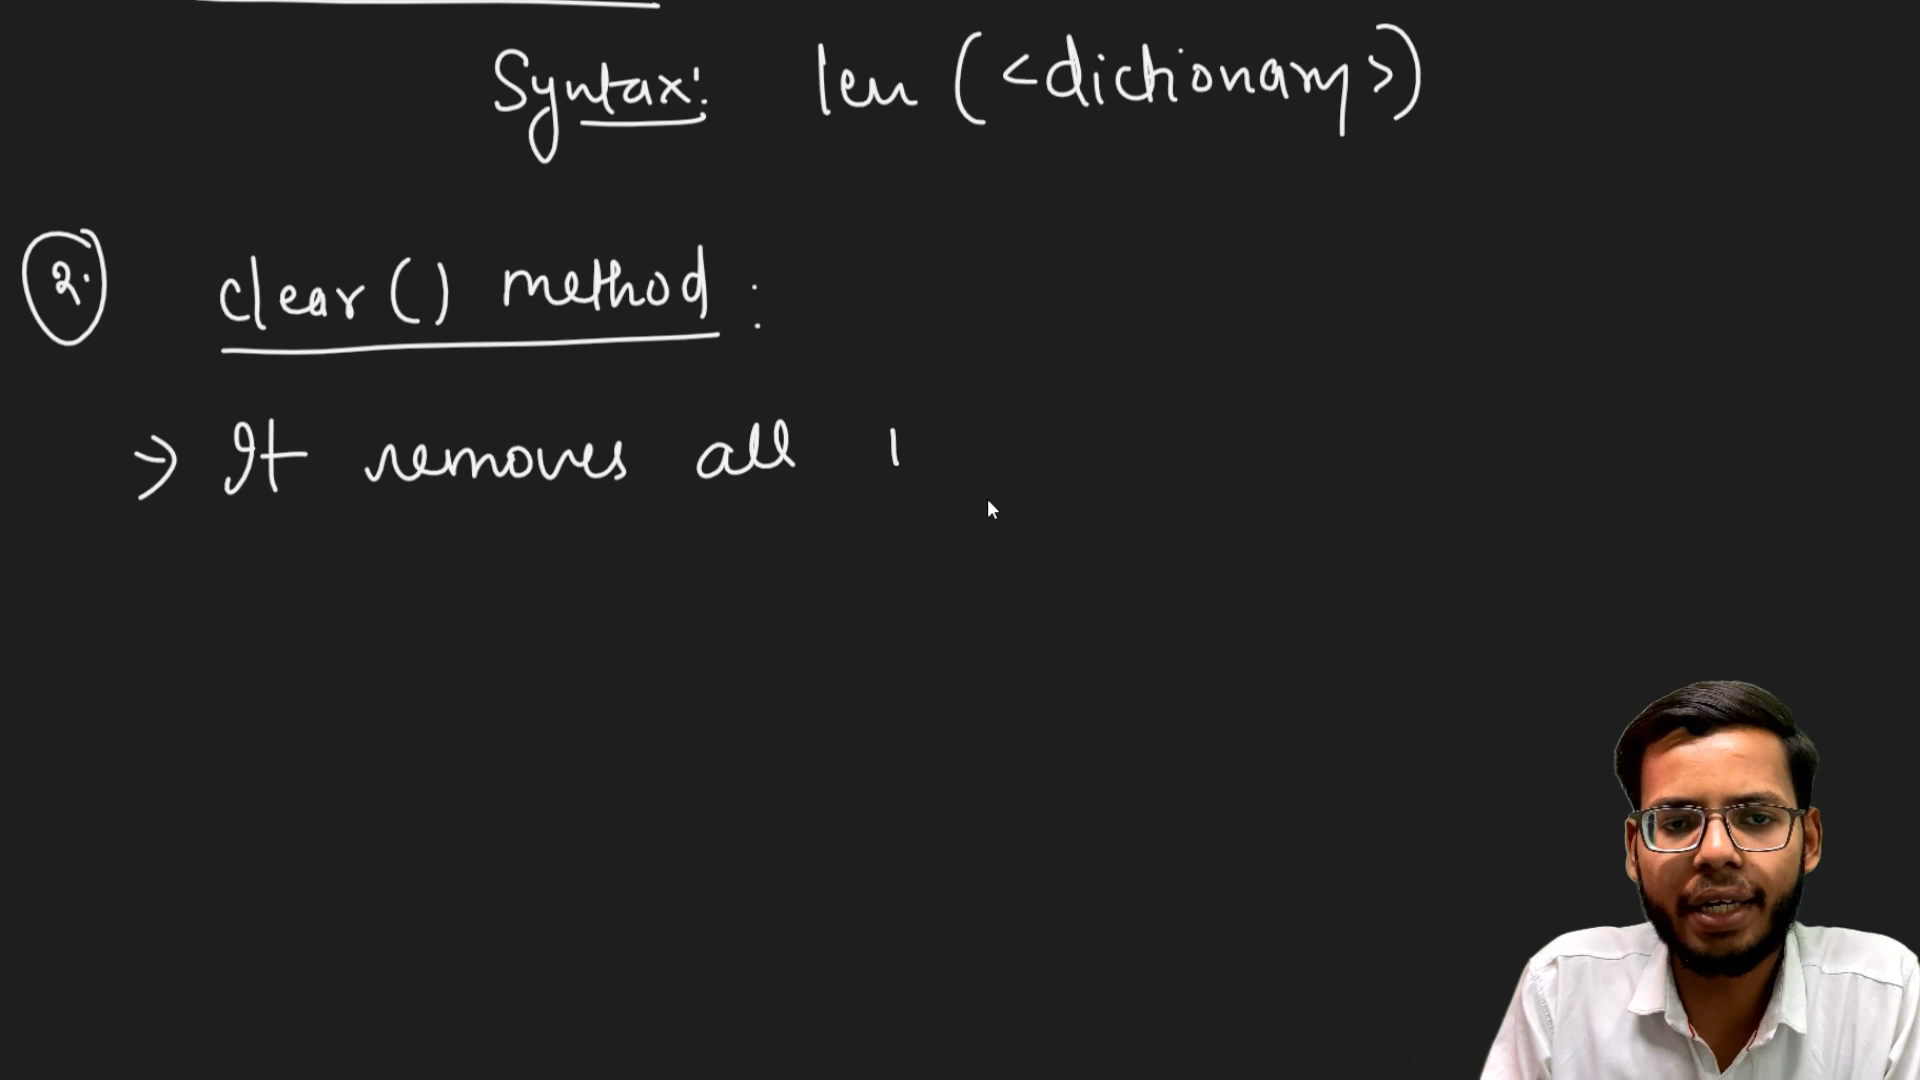 Syntax: len (<dictionary>)
2. clear () method :
→ It removes all